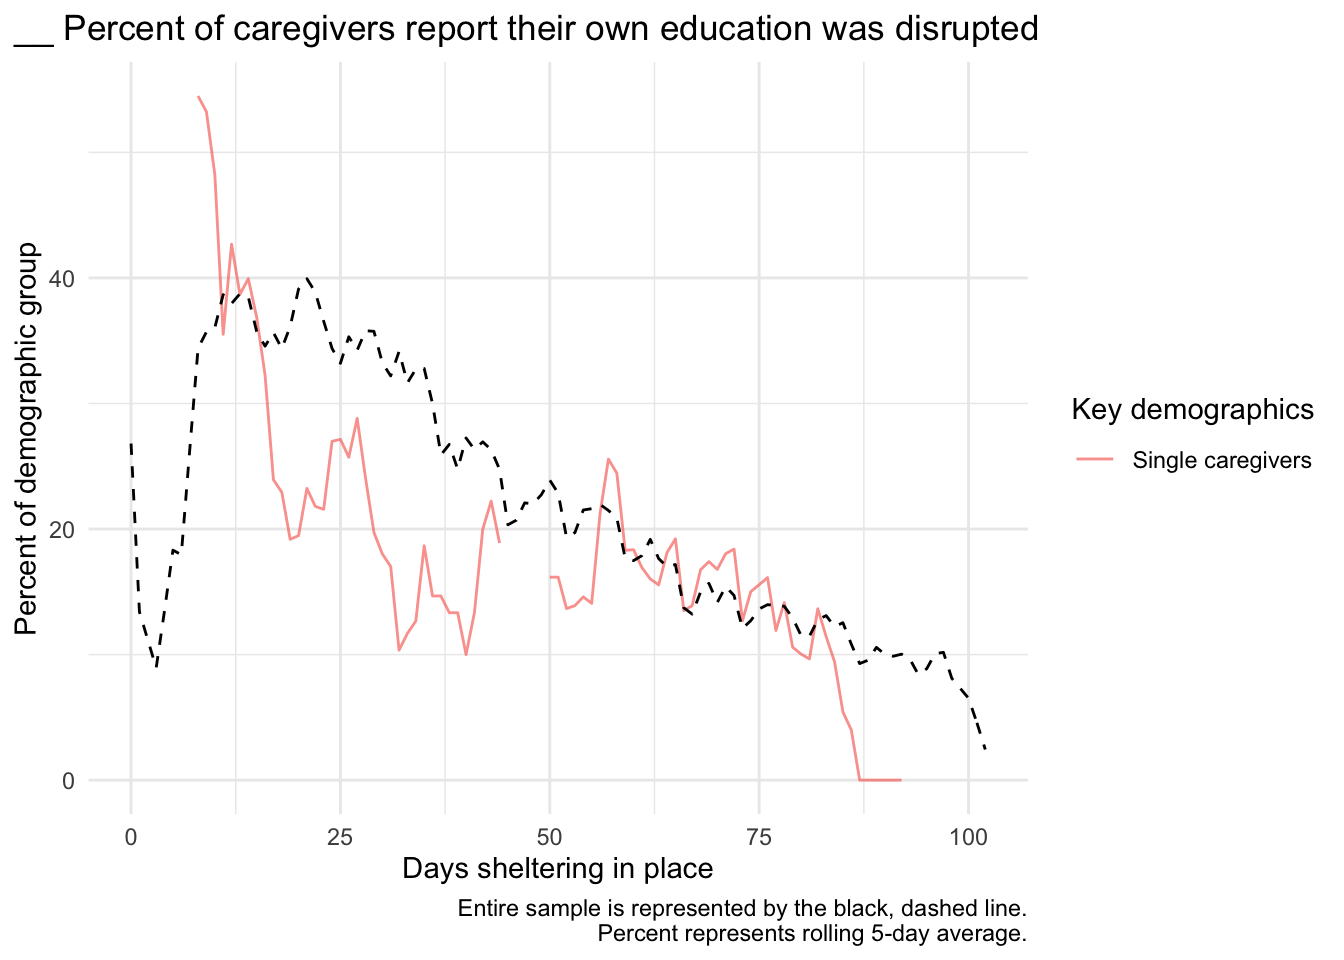 __ Percent of caregivers report their own education was disrupted
Percent of demographic group
40
20
0
0 25 50 75 100
Days sheltering in place
Key demographics
Single caregivers
Entire sample is represented by the black, dashed line.
Percent represents rolling 5-day average.